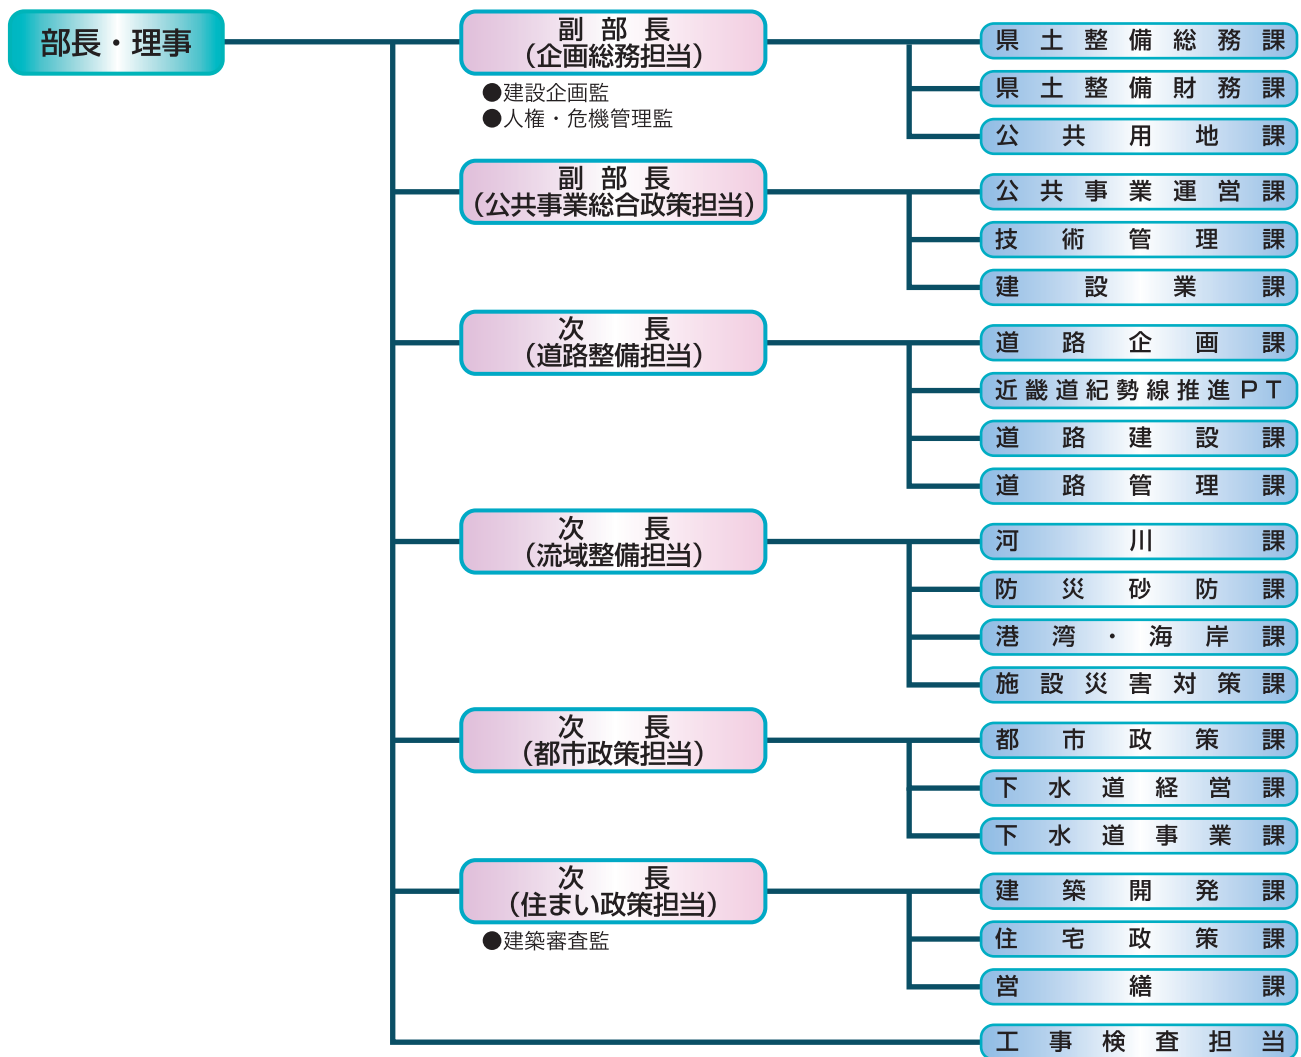 部長・理事
副部長
（企画総務担当）
●建設企画監
●人権・危機管理監
県土整備総務課
県土整備財務課
公共用地課
副部長
（公共事業総合政策担当）
公共事業運営課
技術管理課
建設業課
次長
（道路整備担当）
道路企画課
近畿道紀勢線推進PT
道路建設課
道路管理課
次長
（流域整備担当）
河川課
防災砂防課
港湾・海岸課
施設災害対策課
次長
（都市政策担当）
都市政策課
下水道経営課
下水道事業課
次長
（住まい政策担当）
●建築審査監
建築開発課
住宅政策課
営繕課
工事検査担当